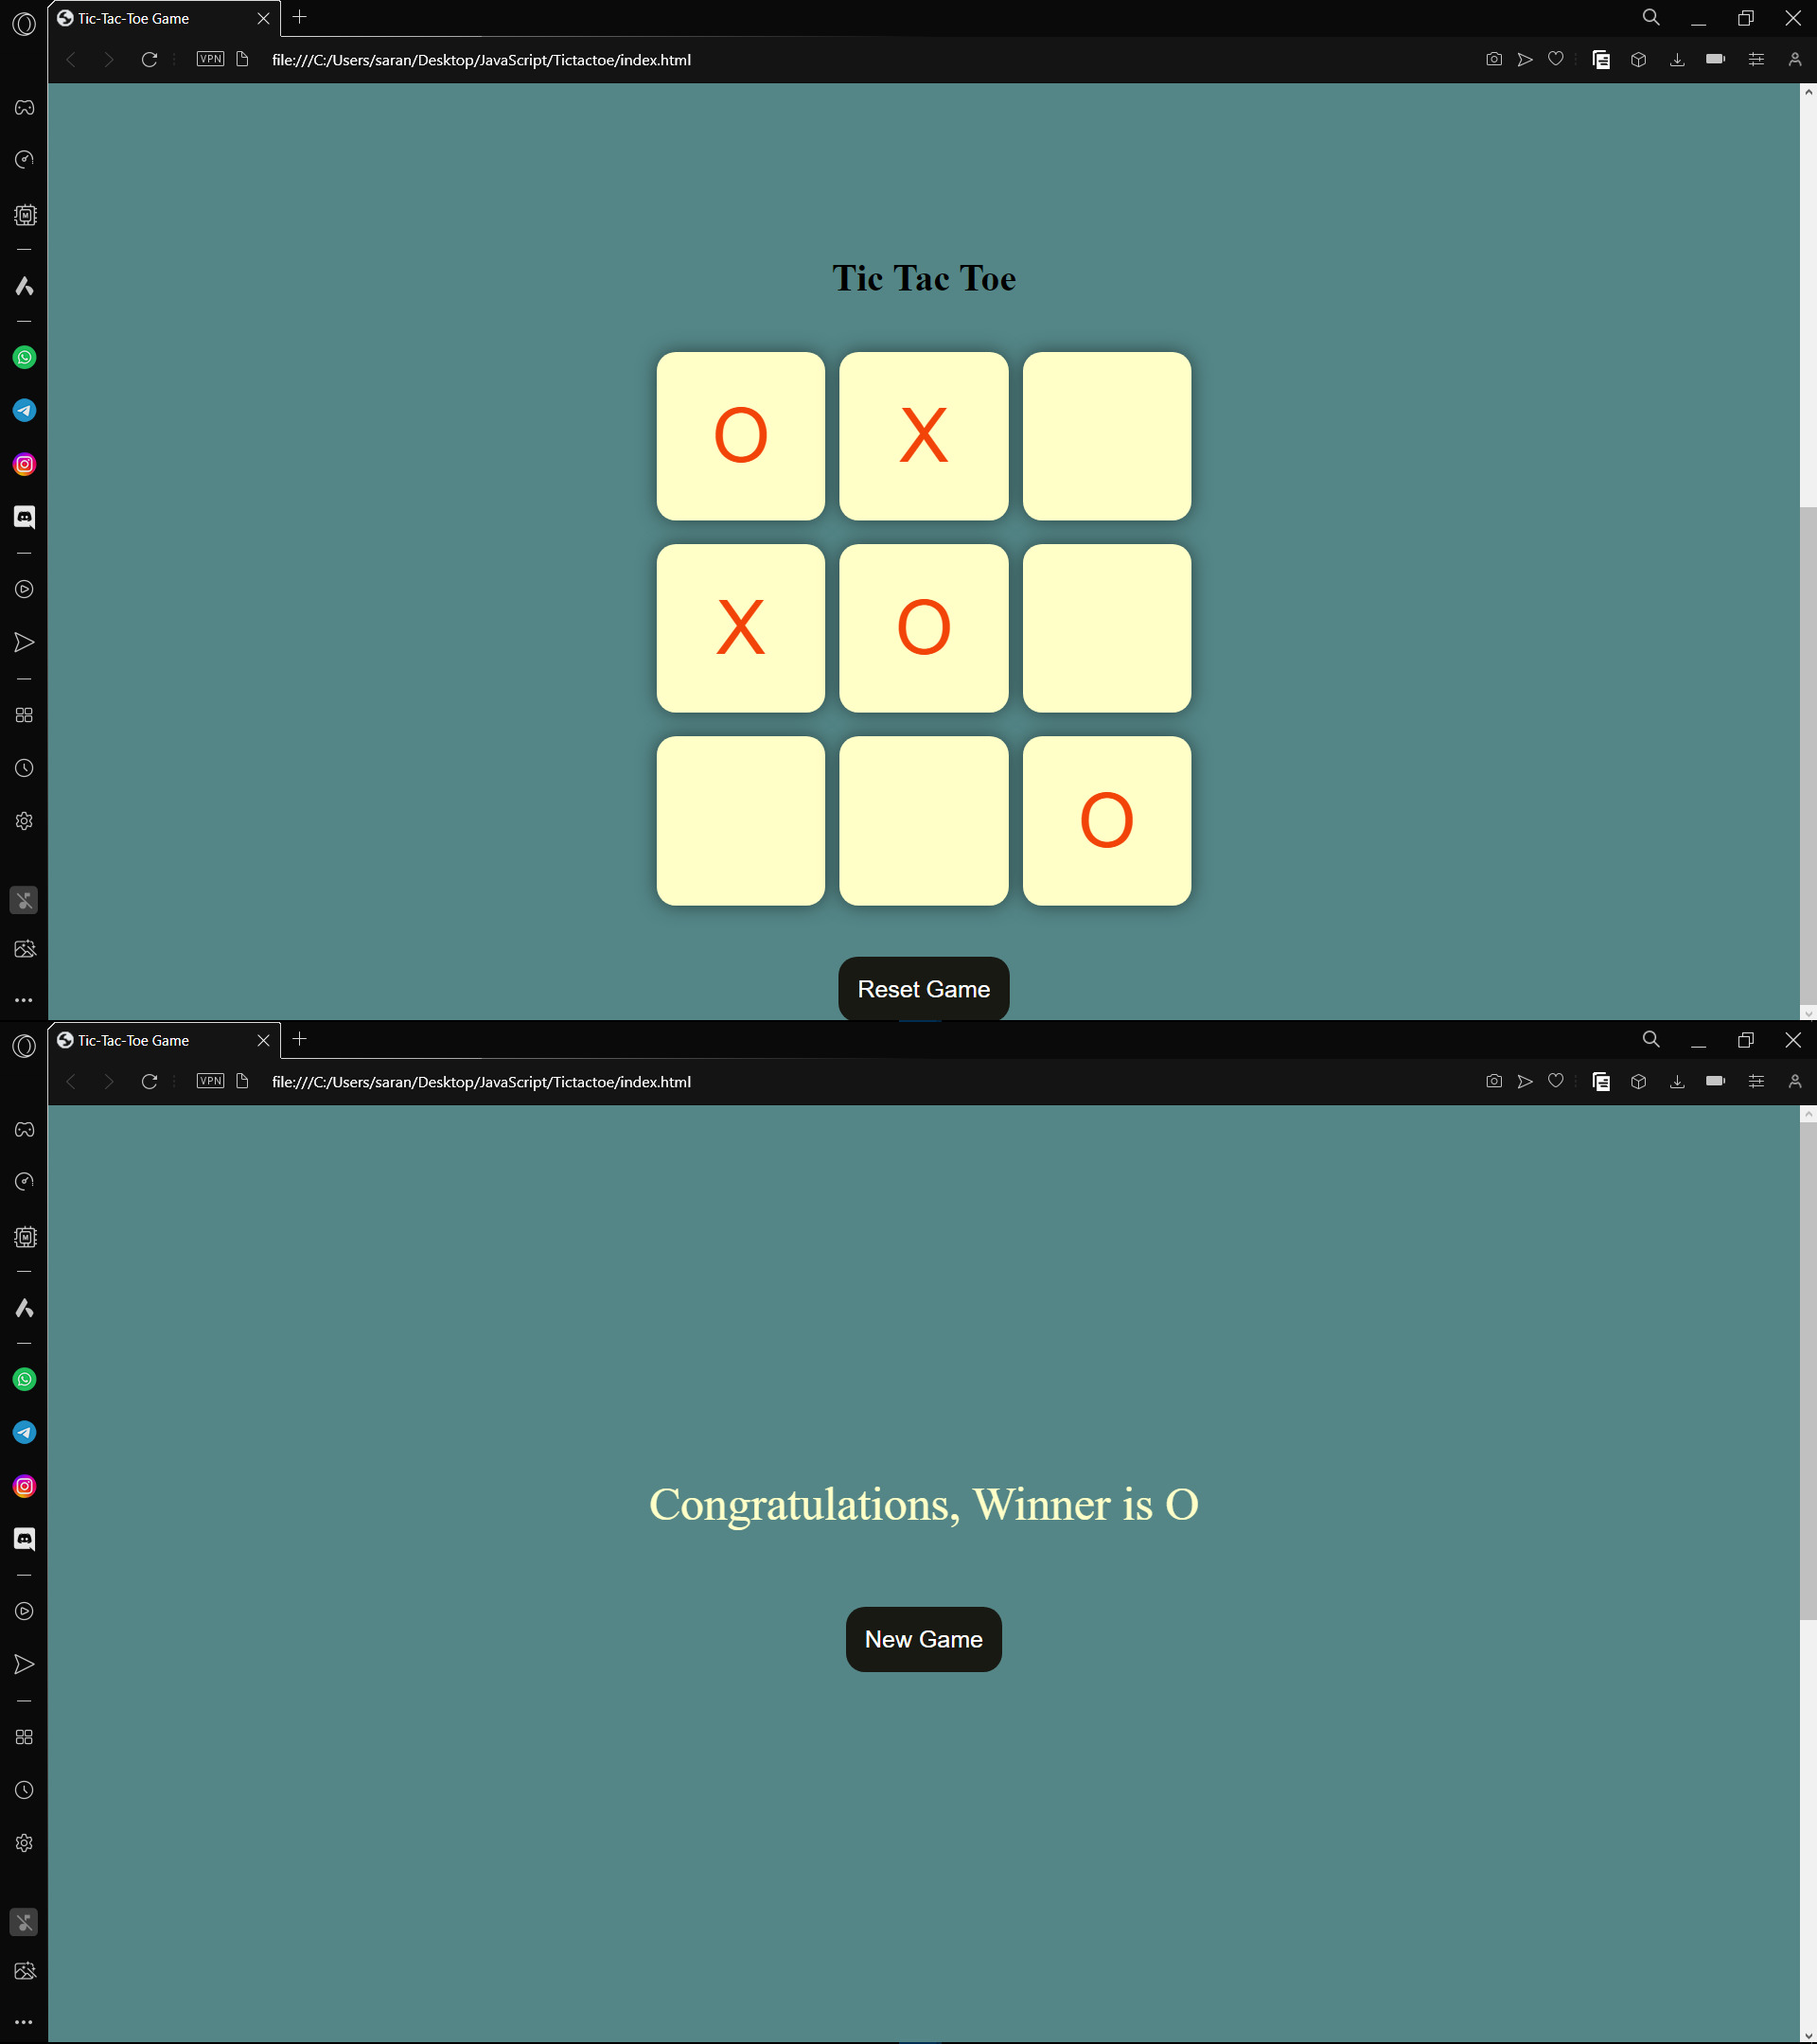 Tic-Tac-Toe Game
VPN
file:///C:/Users/saran/Desktop/JavaScript/Tictactoe/index.html
Tic Tac Toe
O X
X O
O
Reset Game
Tic-Tac-Toe Game
VPN
file:///C:/Users/saran/Desktop/JavaScript/Tictactoe/index.html
Congratulations, Winner is O
New Game